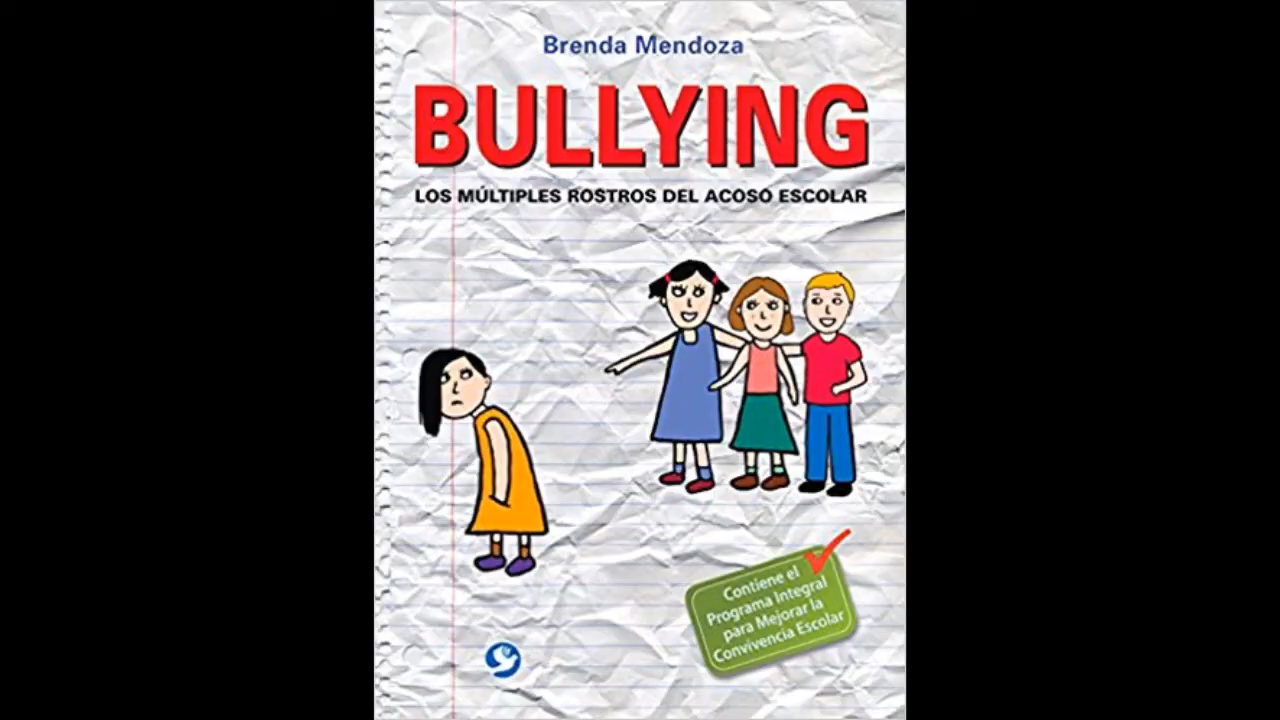 Brenda Mendoza
BULLYING
LOS MÚLTIPLES ROSTROS DEL ACOSO ESCOLAR
Contiene el
Programa Integral
para Mejorar la
Convivencia Escolar